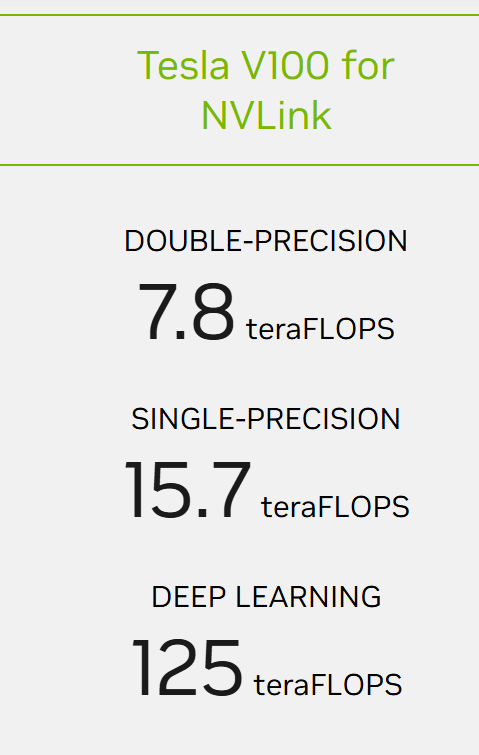 Tesla V100 for
NVLink
DOUBLE-PRECISION
7.8 teraFLOPS
SINGLE-PRECISION
15.7 teraFLOPS
DEEP LEARNING
125 teraFLOPS